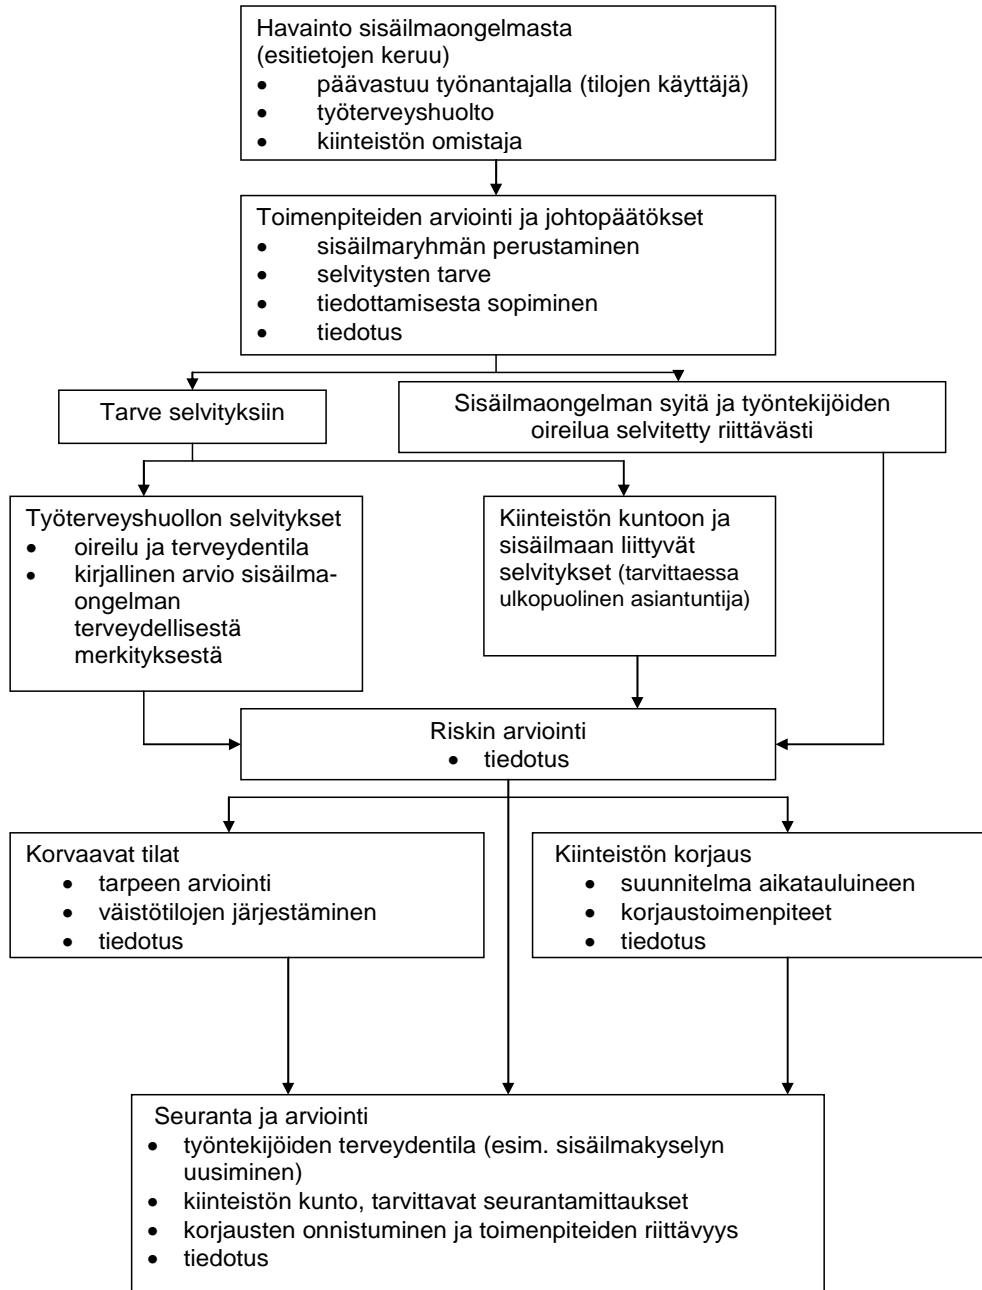 Havainto sisäilmaongelmasta
(esitietojen keruu)
• päävastuu työnantajalla (tilojen käyttäjä)
• työterveyshuolto
• kiinteistön omistaja
Toimenpiteiden arviointi ja johtopäätökset
• sisäilmaryhmän perustaminen
• selvitysten tarve
• tiedottamisesta sopiminen
• tiedotus
Tarve selvityksiin
Sisäilmaongelman syitä ja työntekijöiden
oireilua selvitetty riittävästi
Työterveyshuollon selvitykset
• oireilu ja terveydentila
• kirjallinen arvio sisäilma-
ongelman
terveydellisestä
merkityksestä
Kiinteistön kuntoon ja
sisäilmaan liittyvät
selvitykset (tarvittaessa
ulkopuolinen asiantuntija)
Riskin arviointi
• tiedotus
Korvaavat tilat
• tarpeen arviointi
• väistötilojen järjestäminen
• tiedotus
Kiinteistön korjaus
• suunnitelma aikatauluineen
• korjaustoimenpiteet
• tiedotus
Seuranta ja arviointi
• työntekijöiden terveydentila (esim. sisäilmakyselyn
uusiminen)
• kiinteistön kunto, tarvittavat seurantamittaukset
• korjausten onnistuminen ja toimenpiteiden riittävyys
• tiedotus